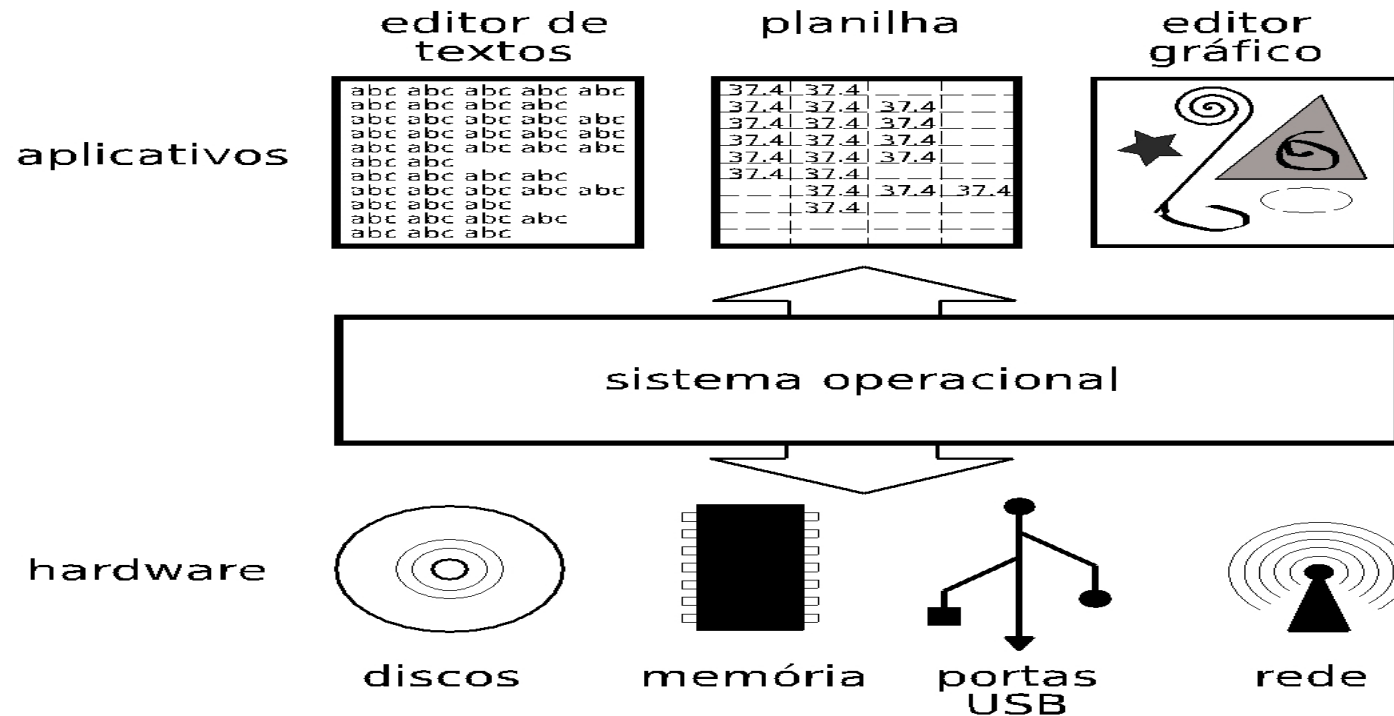 editor de
textos
planilha
editor
gráfico
aplicativos
abc abc abc abc abc
abc abc abc abc
abc abc abc abc abc
abc abc abc abc abc
abc abc abc abc abc
abc abc
abc abc abc abc
abc abc abc abc abc
abc abc abc
abc abc abc abc
abc abc abc
37.4 37.4
37.4 37.4 37.4
37.4 37.4 37.4
37.4 37.4 37.4
37.4 37.4 37.4
37.4 37.4
37.4 37.4 37.4
37.4
sistema operacional
hardware
discos
memória
portas
USB
rede